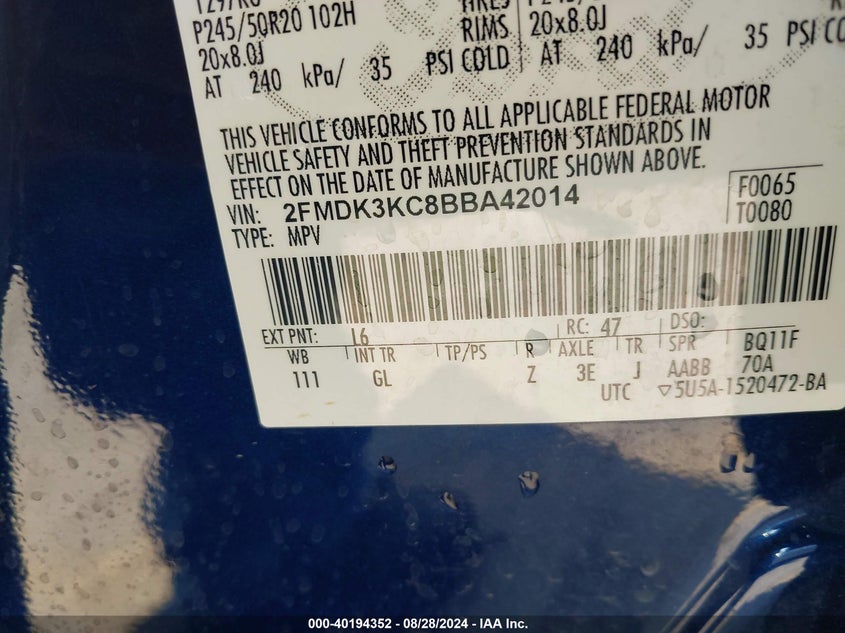 P245/50R20 102H
RIMS 20x8.0J
20x8.0J
AT 240 kPa/ 35 PSI COLD
AT 240 kPa/ 35 PSI
THIS VEHICLE CONFORMS TO ALL APPLICABLE FEDERAL MOTOR
VEHICLE SAFETY AND THEFT PREVENTION STANDARDS IN
EFFECT ON THE DATE OF MANUFACTURE SHOWN ABOVE.
VIN: 2FMDK3KC8BBA42014
TYPE: MPV
F0065
T0080
EXT PNT: L6 RC: 47 DSO:
WB INT TR TP/PS R AXLE TR SPR BQ11F
111 GL Z 3E J AABB 70A
UTC ▽5U5A-1520472-BA
000-40194352 - 08/28/2024 - IAA Inc.